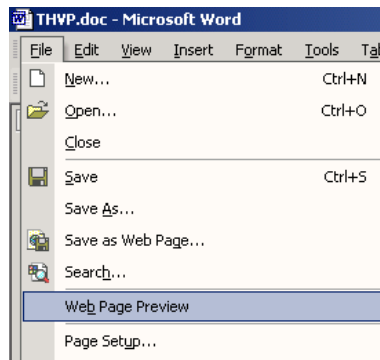 THVP.doc - Microsoft Word
File Edit View Insert Format Tools
New... Ctrl+N
Open... Ctrl+O
Close
Save Ctrl+S
Save As...
Save as Web Page...
Search...
Web Page Preview
Page Setup...